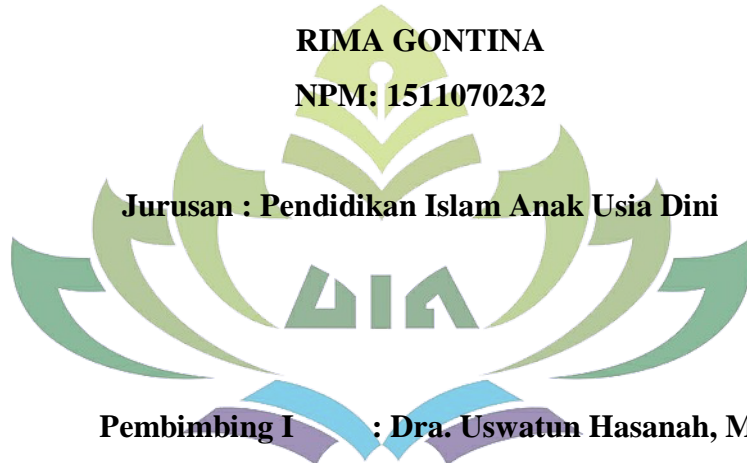 RIMA GONTINA
NPM: 1511070232
Jurusan : Pendidikan Islam Anak Usia Dini
UIN
Pembimbing I : Dra. Uswatun Hasanah, M